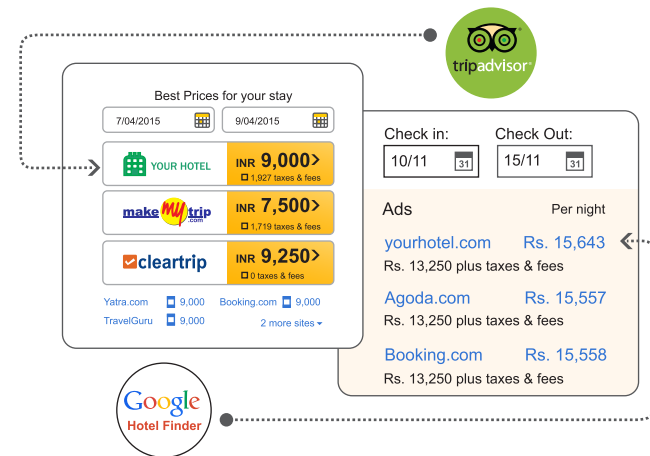 tripadvisor
Best Prices for your stay
7/04/2015 9/04/2015
YOUR HOTEL INR 9,000>
1,927 taxes & fees
make my trip .com INR 7,500>
1,719 taxes & fees
cleartrip INR 9,250>
0 taxes & fees
Yatra.com 9,000 Booking.com 9,000
TravelGuru 9,000 2 more sites
Check in: Check Out:
10/11 31 15/11 31
Ads Per night
yourhotel.com Rs. 15,643
Rs. 13,250 plus taxes & fees
Agoda.com Rs. 15,557
Rs. 13,250 plus taxes & fees
Booking.com Rs. 15,558
Rs. 13,250 plus taxes & fees
Google
Hotel Finder